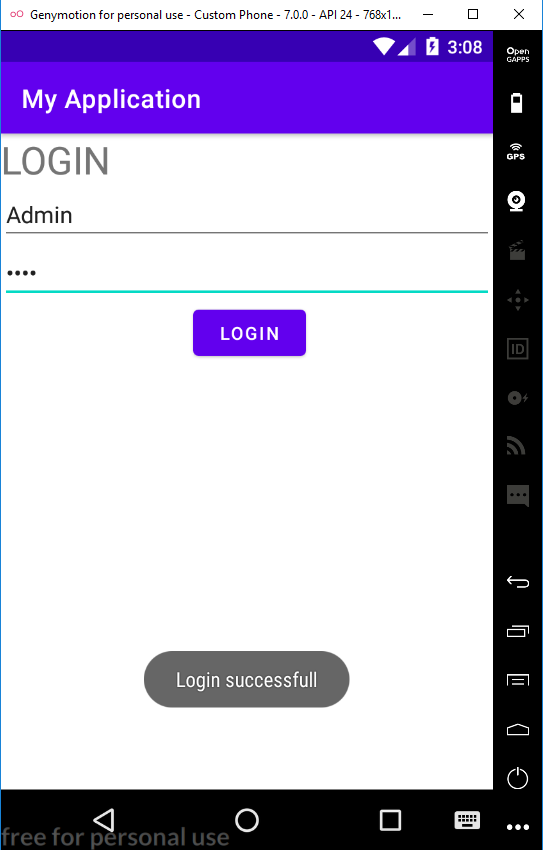 Genymotion for personal use - Custom Phone - 7.0.0 - API 24 - 768x1...
3:08
Open
GAPPS
My Application
GPS
LOGIN
Admin
••••
LOGIN
ID
Login successfull
free for personal use